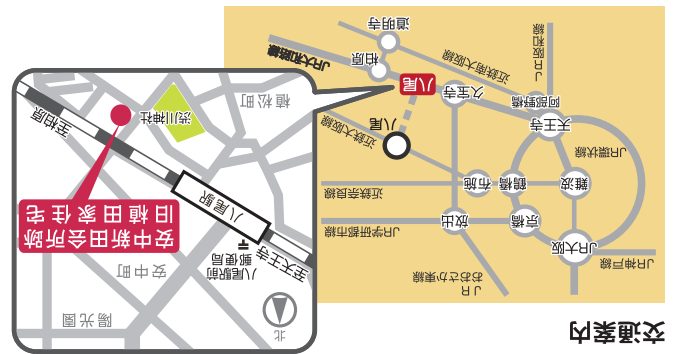 交通案内
JR神戸線
JR大阪
JR
おおさか東線
京橋
放出
JR学研都市線
難波
鶴橋
布施
近鉄奈良線
JR環状線
天王寺
阿部野橋
JR阪和線
久宝寺
八尾
八尾
近鉄大阪線
近鉄南大阪線
柏原
道明寺
JR大和路線
北
陽光園
安中町
至天王寺
八尾駅前
郵便局
八尾駅
安中新田会所跡
旧植田家住宅
渋川神社
植松町
至柏原